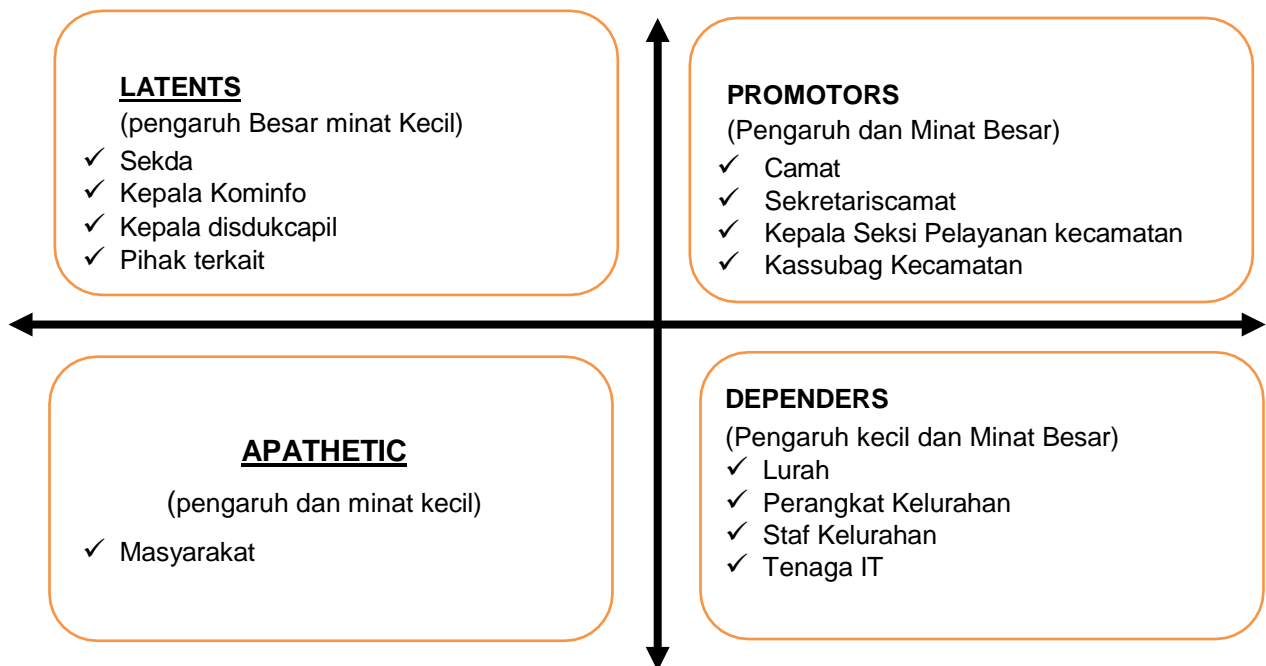 LATENTS
(pengaruh Besar minat Kecil)
✓ Sekda
✓ Kepala Kominfo
✓ Kepala disdukcapil
✓ Pihak terkait
PROMOTORS
(Pengaruh dan Minat Besar)
✓ Camat
✓ Sekretariscamat
✓ Kepala Seksi Pelayanan kecamatan
✓ Kassubag Kecamatan
APATHETIC
(pengaruh dan minat kecil)
✓ Masyarakat
DEPENDERS
(Pengaruh kecil dan Minat Besar)
✓ Lurah
✓ Perangkat Kelurahan
✓ Staf Kelurahan
✓ Tenaga IT